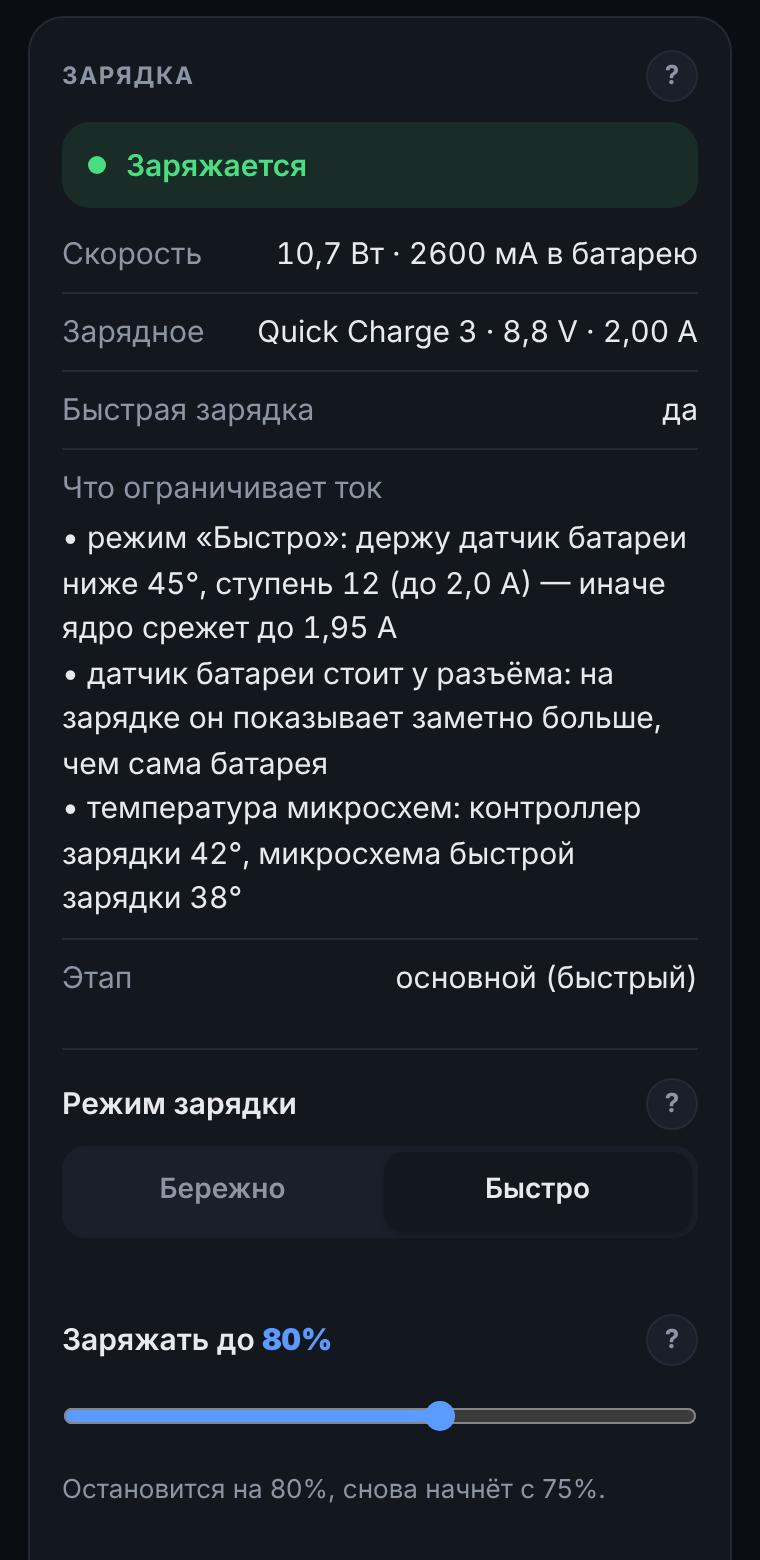 ЗАРЯДКА ?
Заряжается
Скорость 10,7 Вт · 2600 мА в батарею
Зарядное Quick Charge 3 · 8,8 V · 2,00 А
Быстрая зарядка да
Что ограничивает ток
• режим «Быстро»: держу датчик батареи
ниже 45°, ступень 12 (до 2,0 А) — иначе
ядро срежет до 1,95 А
• датчик батареи стоит у разъёма: на
зарядке он показывает заметно больше,
чем сама батарея
• температура микросхем: контроллер
зарядки 42°, микросхема быстрой
зарядки 38°
Этап основной (быстрый)
Режим зарядки ?
Бережно Быстро
Заряжать до 80% ?
Остановится на 80%, снова начнёт с 75%.